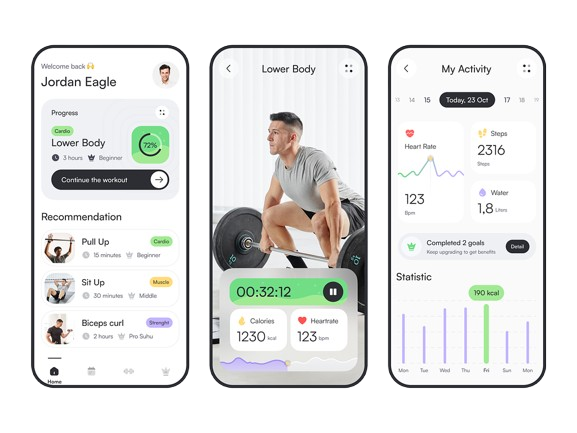 Welcome back 🙌
Jordan Eagle
Progress
Cardio
Lower Body
3 hours Beginner
72%
Continue the workout
Recommendation
Pull Up Cardio
15 minutes Beginner
Sit Up Muscle
30 minutes Middle
Biceps curl Strenght
2 hours Pro Suhu
Home
Lower Body
00:32:12
Calories
1230 kcal
Heartrate
123 bpm
My Activity
14 15 Today, 23 Oct 17 18
Heart Rate
123
Bpm
Steps
2316
Steps
Water
1,8 Liters
Completed 2 goals
Keep upgrading to get benefits
Detail
Statistic
190 kcal
Mon Tue Wed Thu Fri Sun Mon